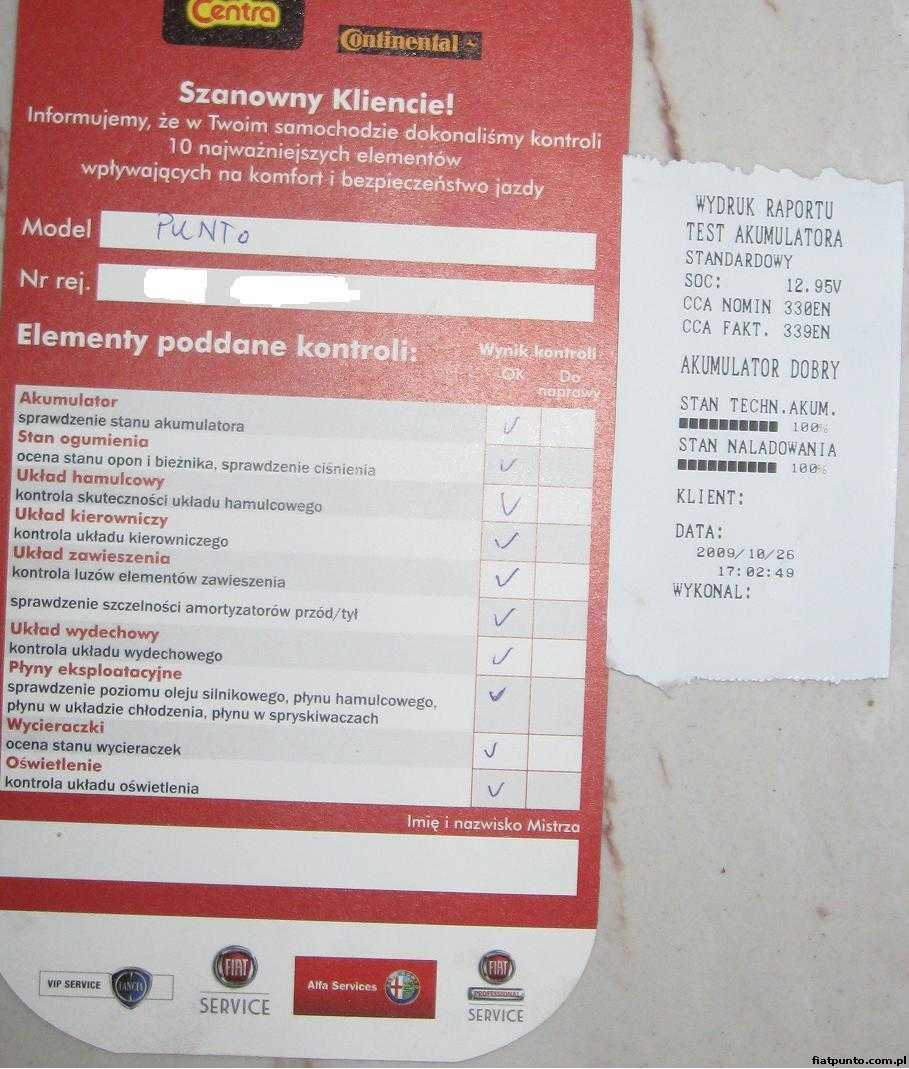 Centra
Continental
Szanowny Kliencie!
Informujemy, że w Twoim samochodzie dokonaliśmy kontroli
10 najważniejszych elementów
wpływających na komfort i bezpieczeństwo jazdy
Model PUNTO
Nr rej.
Elementy poddane kontroli:
Wynik kontroli
OK Do naprawy
Akumulator
sprawdzenie stanu akumulatora
Stan ogumienia
ocena stanu opon i bieżnika, sprawdzenie ciśnienia
Układ hamulcowy
kontrola skuteczności układu hamulcowego
Układ kierowniczy
kontrola układu kierowniczego
Układ zawieszenia
kontrola luzów elementów zawieszenia
sprawdzenie szczelności amortyzatorów przód/tył
Układ wydechowy
kontrola układu wydechowego
Płyny eksploatacyjne
sprawdzenie poziomu oleju silnikowego, płynu hamulcowego,
płynu w układzie chłodzenia, płynu w spryskiwaczach
Wycieraczki
ocena stanu wycieraczek
Oświetlenie
kontrola układu oświetlenia
Imię i nazwisko Mistrza
VIP SERVICE LANCIA
FIAT
SERVICE
Alfa Services
FIAT
PROFESSIONAL
SERVICE
WYDRUK RAPORTU
TEST AKUMULATORA
STANDARDOWY
SOC: 12.95V
CCA NOMIN 330EN
CCA FAKT. 339EN
AKUMULATOR DOBRY
STAN TECHN.AKUM.
100%
STAN NALADOWANIA
100%
KLIENT:
DATA:
2009/10/26
17:02:49
WYKONAL:
fiatpunto.com.pl